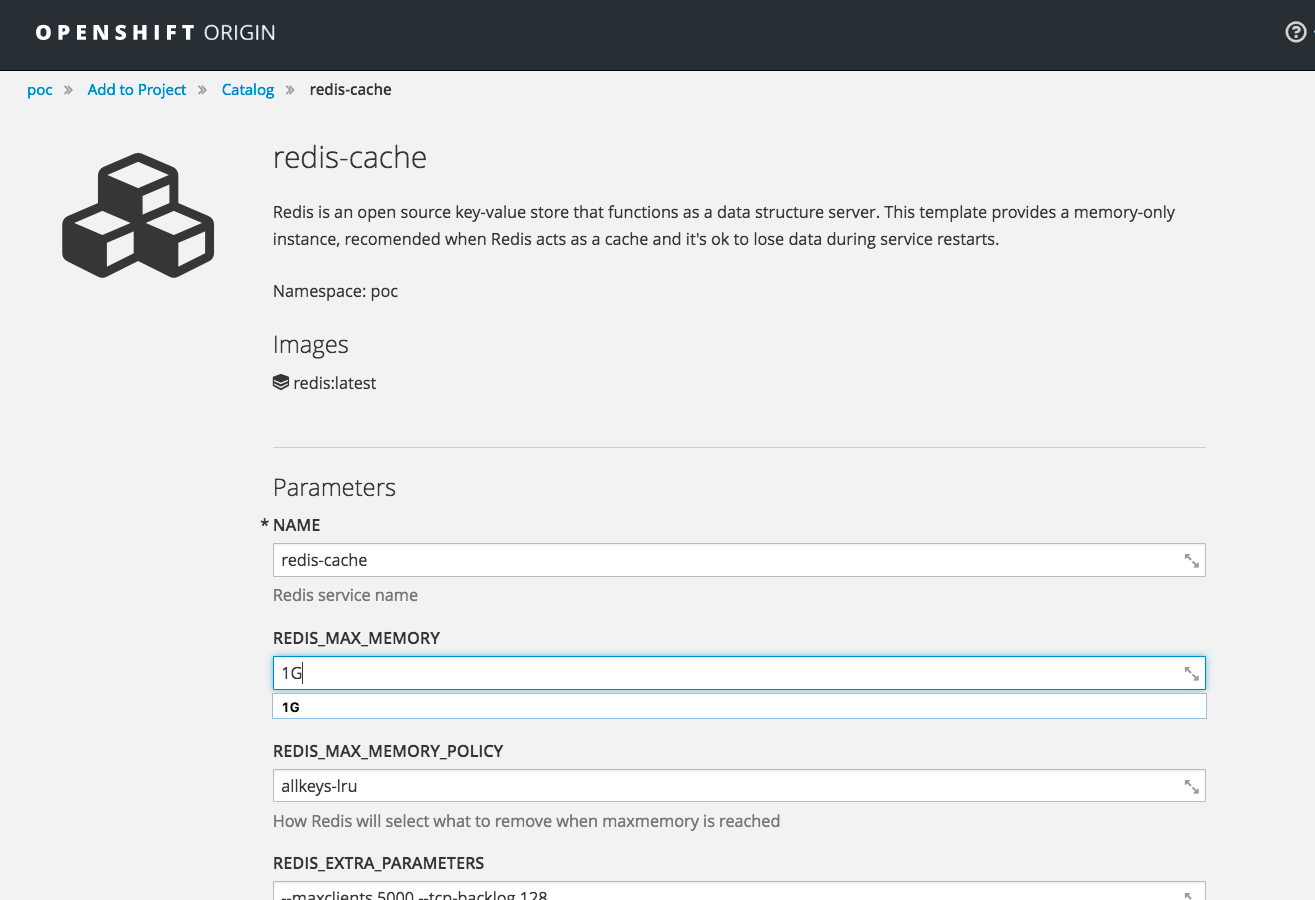 OPENSHIFT ORIGIN
poc » Add to Project » Catalog » redis-cache
redis-cache
Redis is an open source key-value store that functions as a data structure server. This template provides a memory-only
instance, recomended when Redis acts as a cache and it's ok to lose data during service restarts.
Namespace: poc
Images
redis:latest
Parameters
* NAME
redis-cache
Redis service name
REDIS_MAX_MEMORY
1G
1G
REDIS_MAX_MEMORY_POLICY
allkeys-lru
How Redis will select what to remove when maxmemory is reached
REDIS_EXTRA_PARAMETERS
--maxclients 5000 --tcp-backlog 128